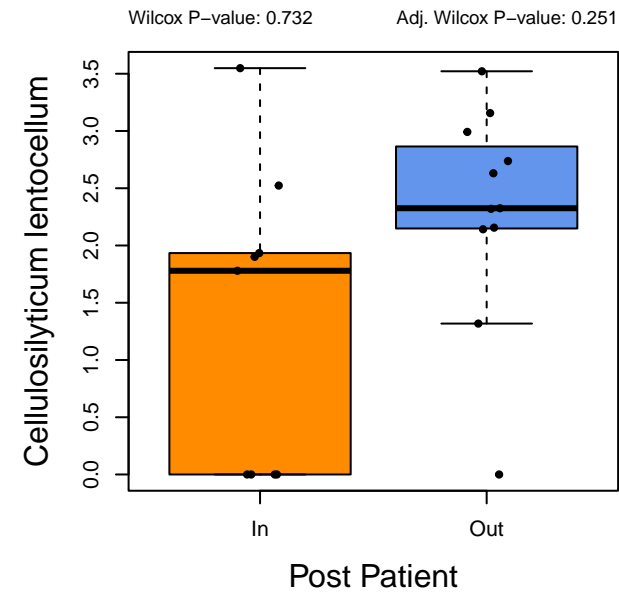 Wilcox P−value: 0.732
Adj. Wilcox P−value: 0.251
Cellulosilyticum lentocellum
3.5
3.0
2.5
2.0
1.5
1.0
0.5
0.0
In
Out
Post Patient